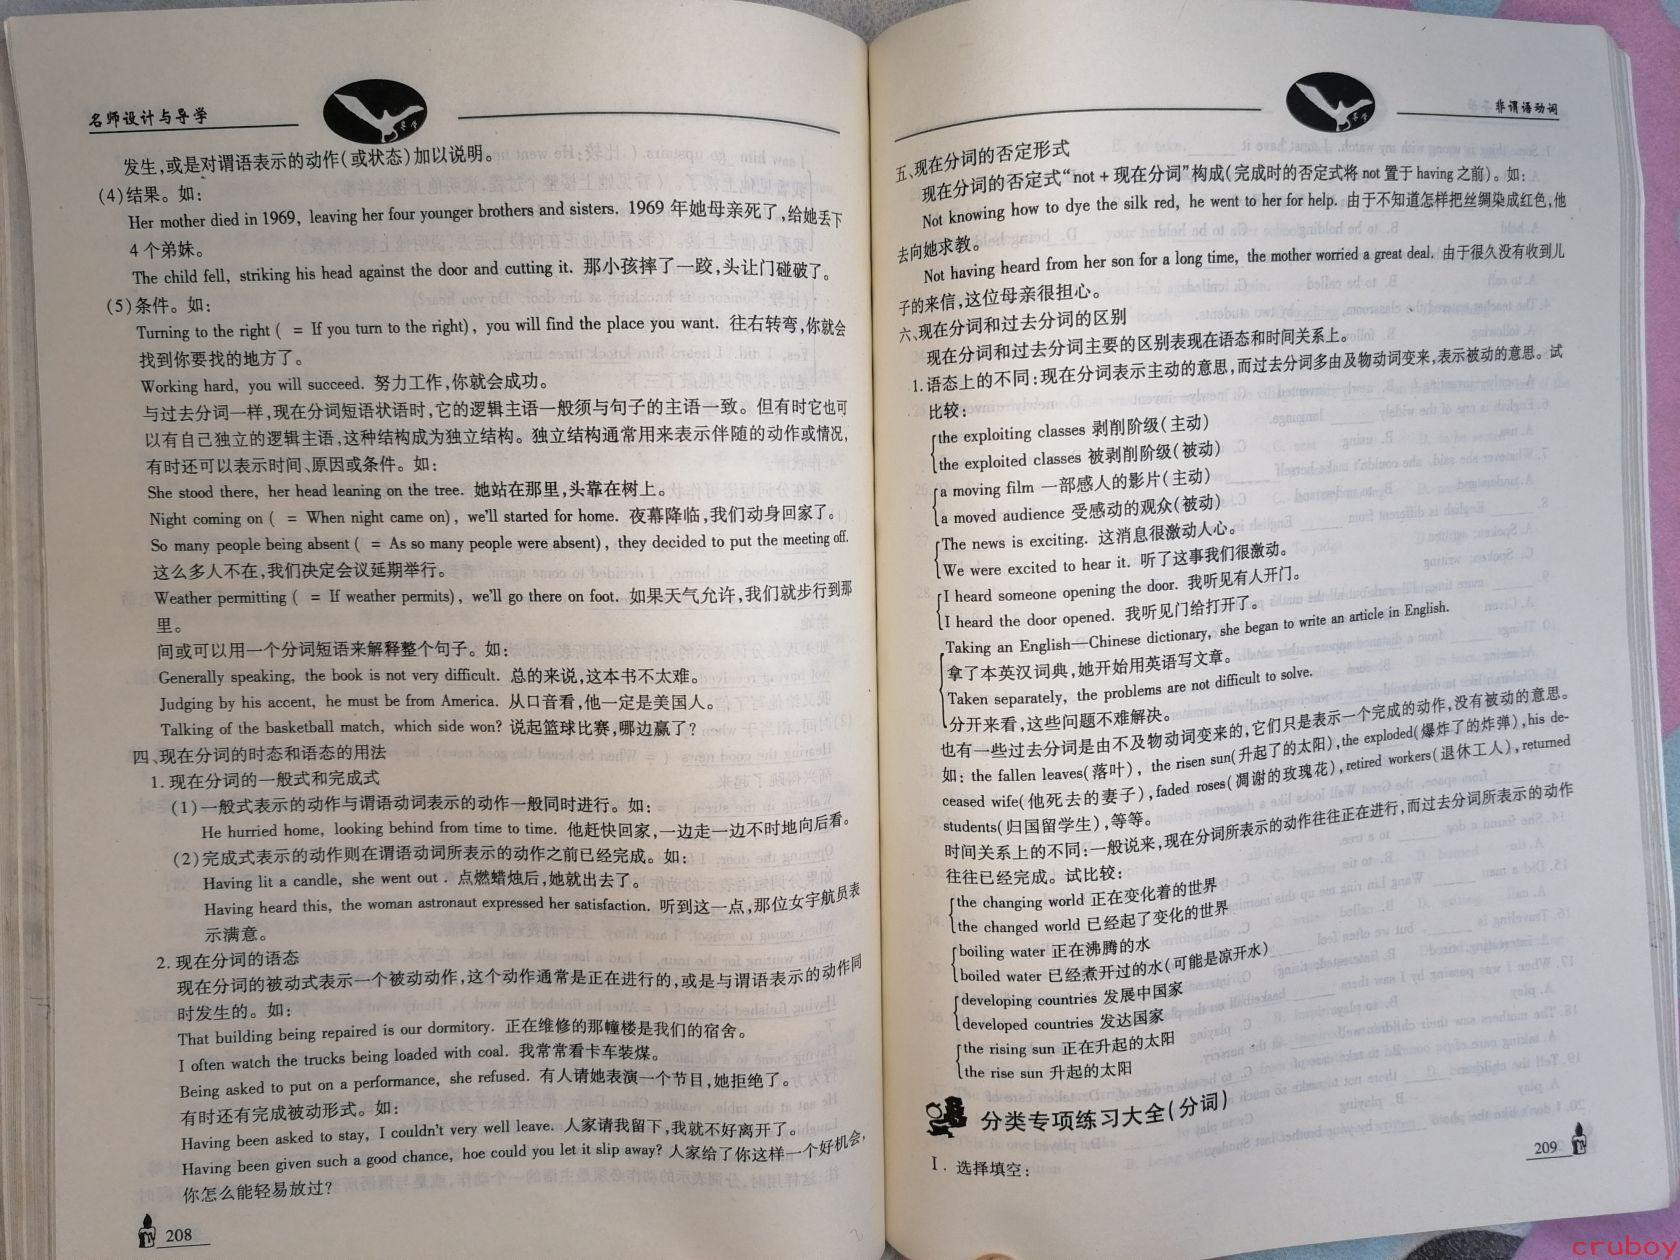 名师设计与导学
发生,或是对谓语表示的动作(或状态)加以说明。
(4)结果。如:
Her mother died in 1969, leaving her four younger brothers and sisters. 1969 年她母亲死了,给她丢下
4 个弟妹。
The child fell, striking his head against the door and cutting it. 那小孩摔了一跤,头让门碰破了。
(5)条件。如:
Turning to the right ( = If you turn to the right), you will find the place you want. 往右转弯,你就会
找到你要找的地方了。
Working hard, you will succeed. 努力工作,你就会成功。
与过去分词一样,现在分词短语状语时,它的逻辑主语一般须与句子的主语一致。但有时它也可
以有自己独立的逻辑主语,这种结构成为独立结构。独立结构通常用来表示伴随的动作或情况,
有时还可以表示时间、原因或条件。如:
She stood there, her head leaning on the tree. 她站在那里,头靠在树上。
Night coming on ( = When night came on), we'll started for home. 夜幕降临,我们动身回家了。
So many people being absent ( = As so many people were absent), they decided to put the meeting off.
这么多人不在,我们决定会议延期举行。
Weather permitting ( = If weather permits), we'll go there on foot. 如果天气允许,我们就步行到那
里。
间或可以用一个分词短语来解释整个句子。如:
Generally speaking, the book is not very difficult. 总的来说,这本书不太难。
Judging by his accent, he must be from America. 从口音看,他一定是美国人。
Talking of the basketball match, which side won? 说起篮球比赛,哪边赢了?
四、现在分词的时态和语态的用法
1. 现在分词的一般式和完成式
(1)一般式表示的动作与谓语动词表示的动作一般同时进行。如:
He hurried home, looking behind from time to time. 他赶快回家,一边走一边不时地向后看。
(2)完成式表示的动作则在谓语动词所表示的动作之前已经完成。如:
Having lit a candle, she went out . 点燃蜡烛后,她就出去了。
Having heard this, the woman astronaut expressed her satisfaction. 听到这一点,那位女宇航员表
示满意。
2. 现在分词的语态
现在分词的被动式表示一个被动动作,这个动作通常是正在进行的,或是与谓语表示的动作同
时发生的。如:
That building being repaired is our dormitory. 正在维修的那幢楼是我们的宿舍。
I often watch the trucks being loaded with coal. 我常常看卡车装煤。
Being asked to put on a performance, she refused. 有人请她表演一个节目,她拒绝了。
有时还有完成被动形式。如:
Having been asked to stay, I couldn't very well leave. 人家请我留下,我就不好离开了。
Having been given such a good chance, hoe could you let it slip away? 人家给了你这样一个好机会,
你怎么能轻易放过?
208
非谓语动词
五、现在分词的否定形式
现在分词的否定式“not + 现在分词”构成(完成时的否定式将 not 置于 having 之前)。如:
Not knowing how to dye the silk red, he went to her for help. 由于不知道怎样把丝绸染成红色,他
去向她求教。
Not having heard from her son for a long time, the mother worried a great deal. 由于很久没有收到儿
子的来信,这位母亲很担心。
六、现在分词和过去分词的区别
现在分词和过去分词主要的区别表现在语态和时间关系上。
1. 语态上的不同:现在分词表示主动的意思,而过去分词多由及物动词变来,表示被动的意思。试
比较:
the exploiting classes 剥削阶级(主动)
the exploited classes 被剥削阶级(被动)
a moving film 一部感人的影片(主动)
a moved audience 受感动的观众(被动)
The news is exciting. 这消息很激动人心。
We were excited to hear it. 听了这事我们很激动。
I heard someone opening the door. 我听见有人开门。
I heard the door opened. 我听见门给打开了。
Taking an English—Chinese dictionary, she began to write an article in English.
拿了本英汉词典,她开始用英语写文章。
Taken separately, the problems are not difficult to solve.
分开来看,这些问题不难解决。
也有一些过去分词是由不及物动词变来的,它们只是表示一个完成的动作,没有被动的意思。
如: the fallen leaves(落叶), the risen sun(升起了的太阳), the exploded(爆炸了的炸弹), his de-
ceased wife(他死去的妻子), faded roses(凋谢的玫瑰花), retired workers(退休工人), returned
students(归国留学生),等等。
时间关系上的不同:一般说来,现在分词所表示的动作往往正在进行,而过去分词所表示的动作
往往已经完成。试比较:
the changing world 正在变化着的世界
the changed world 已经起了变化的世界
boiling water 正在沸腾的水
boiled water 已经煮开过的水(可能是凉开水)
developing countries 发展中国家
developed countries 发达国家
the rising sun 正在升起的太阳
the rise sun 升起的太阳
分类专项练习大全(分词)
Ⅰ. 选择填空:
209
cruboy